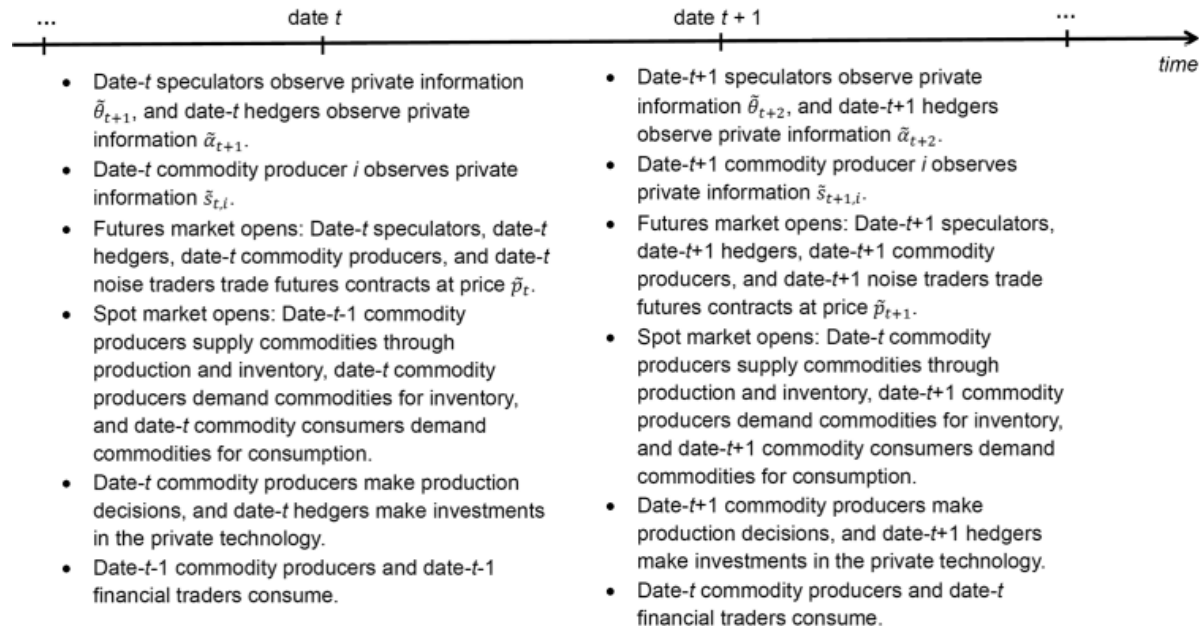 ...
date t
date t + 1
...
time
• Date-t speculators observe private information
θ̃ₜ₊₁, and date-t hedgers observe private
information α̃ₜ₊₁.
• Date-t commodity producer i observes private
information s̃ₜ,ᵢ.
• Futures market opens: Date-t speculators, date-t
hedgers, date-t commodity producers, and date-t
noise traders trade futures contracts at price p̃ₜ.
• Spot market opens: Date-t-1 commodity
producers supply commodities through
production and inventory, date-t commodity
producers demand commodities for inventory,
and date-t commodity consumers demand
commodities for consumption.
• Date-t commodity producers make production
decisions, and date-t hedgers make investments
in the private technology.
• Date-t-1 commodity producers and date-t-1
financial traders consume.
• Date-t+1 speculators observe private
information θ̃ₜ₊₂, and date-t+1 hedgers
observe private information α̃ₜ₊₂.
• Date-t+1 commodity producer i observes
private information s̃ₜ₊₁,ᵢ.
• Futures market opens: Date-t+1 speculators,
date-t+1 hedgers, date-t+1 commodity
producers, and date-t+1 noise traders trade
futures contracts at price p̃ₜ₊₁.
• Spot market opens: Date-t commodity
producers supply commodities through
production and inventory, date-t+1 commodity
producers demand commodities for inventory,
and date-t+1 commodity consumers demand
commodities for consumption.
• Date-t+1 commodity producers make
production decisions, and date-t+1 hedgers
make investments in the private technology.
• Date-t commodity producers and date-t
financial traders consume.